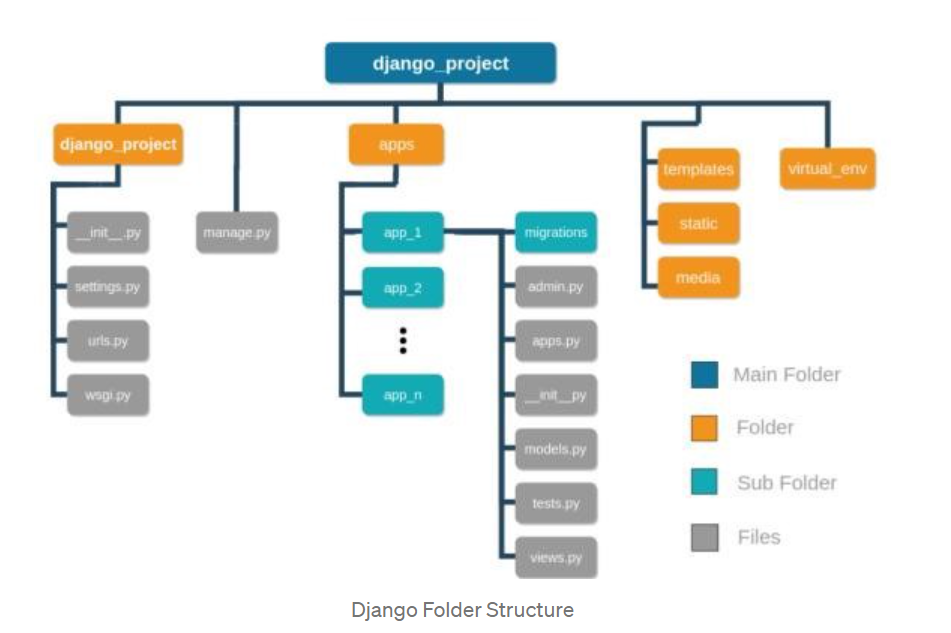 django_project
django_project
apps
templates
virtual_env
static
media
__init__.py
settings.py
urls.py
wsgi.py
manage.py
app_1
app_2
app_n
migrations
admin.py
apps.py
__init__py
models.py
tests.py
views.py
Main Folder
Folder
Sub Folder
Files
Django Folder Structure